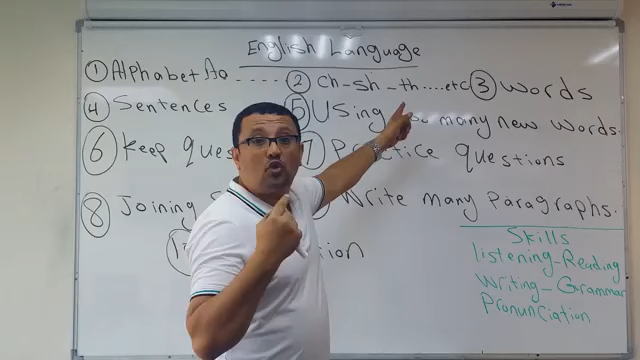 English Language
① Alphabet Aa ----- ② Ch-Sh-th....etc ③ Words
④ Sentences ⑤ Using many new words.
⑥ Keep ⑦ Practice questions
⑧ Joining Write many Paragraphs.
Skills
listening-Reading
Writing-Grammar
Pronunciation